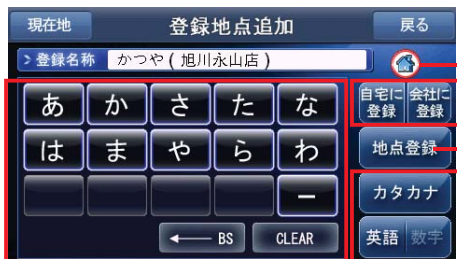 現在地 登録地点追加 戻る
> 登録名称 かつや ( 旭川永山店 )
あ か さ た な 自宅に登録 会社に登録
は ま や ら わ 地点登録
ー カタカナ
← BS CLEAR 英語 数字